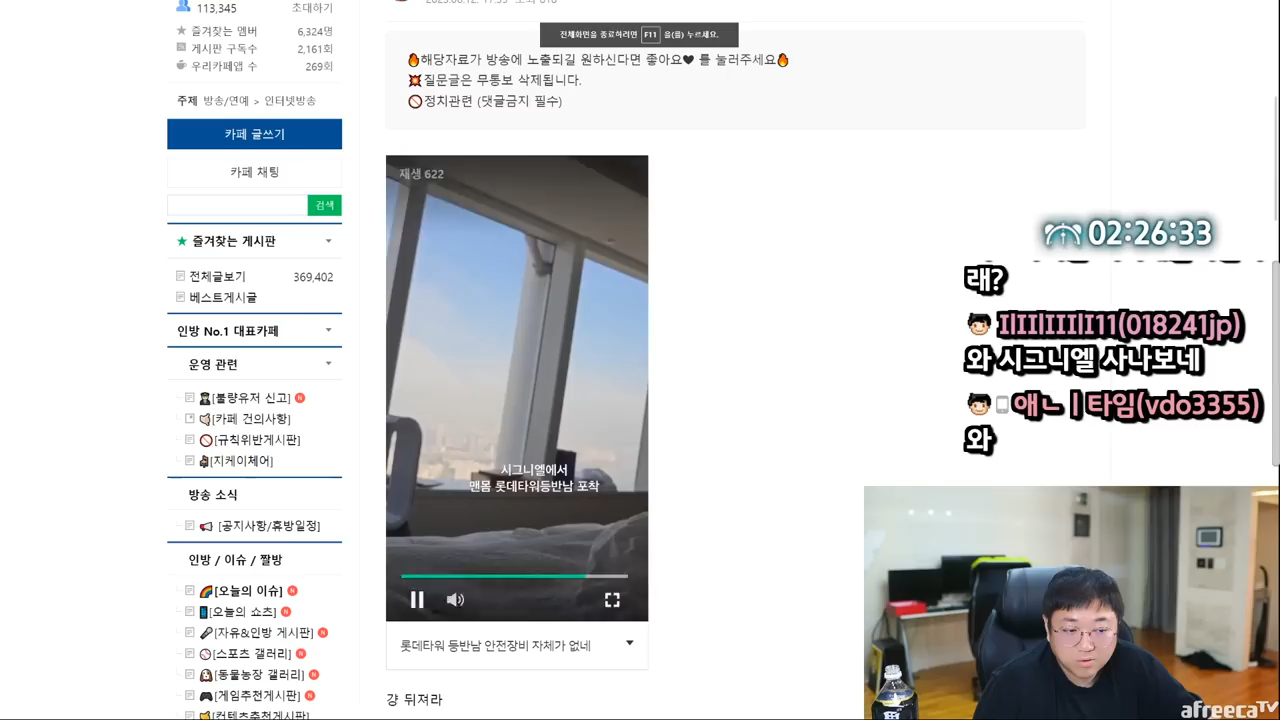 113,345 초대하기
즐겨찾는 멤버 6,324명
게시판 구독수 2,161회
우리카페앱 수 269회
주제 방송/연예 > 인터넷방송
카페 글쓰기
카페 채팅
검색
★ 즐겨찾는 게시판
전체글보기 369,402
베스트게시글
인방 No.1 대표카페
운영 관련
[불량유저 신고] N
[카페 건의사항]
[규칙위반게시판]
[지케이체어]
방송 소식
[공지사항/휴방일정]
인방 / 이슈 / 짤방
[오늘의 이슈] N
[오늘의 쇼츠] N
[자유&인방 게시판] N
[스포츠 갤러리] N
[동물농장 갤러리] N
[게임추천게시판] N
[컨텐츠추천게시판]
전체화면을 종료하려면 F11 을(를) 누르세요.
🔥해당자료가 방송에 노출되길 원하신다면 좋아요♥ 를 눌러주세요🔥
💥질문글은 무통보 삭제됩니다.
🚫정치관련 (댓글금지 필수)
재생 622
시그니엘에서
맨몸 롯데타워등반남 포착
롯데타워 등반남 안전장비 자체가 없네
걍 뒤져라
02:26:33
래?
(018241jp)
와 시그니엘 사나보네
애ㄴㅣ타임(vdo3355)
와
afreecaTV